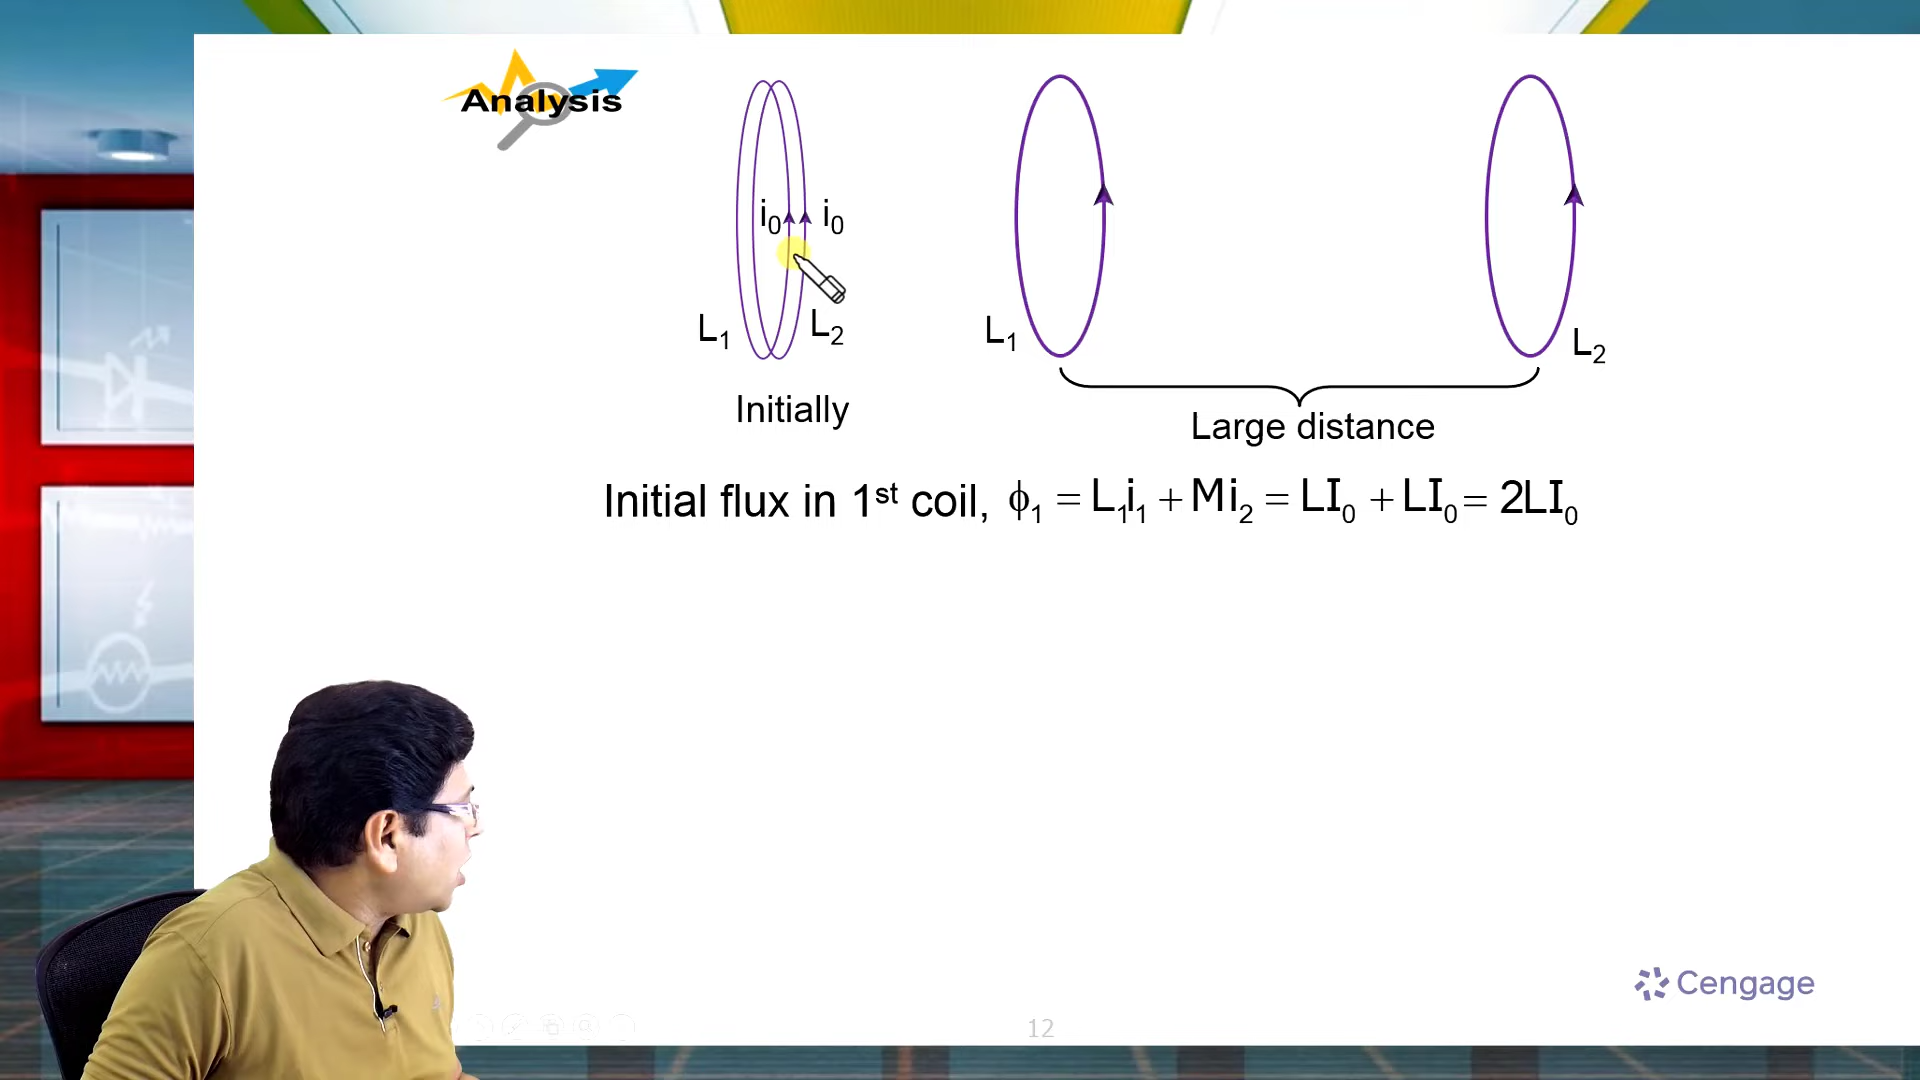 Analysis
i0 i0
L1 L2
L1
L2
Initially
Large distance
Initial flux in 1st coil, ϕ1 = L1i1 + Mi2 = LI0 + LI0 = 2LI0
Cengage
12